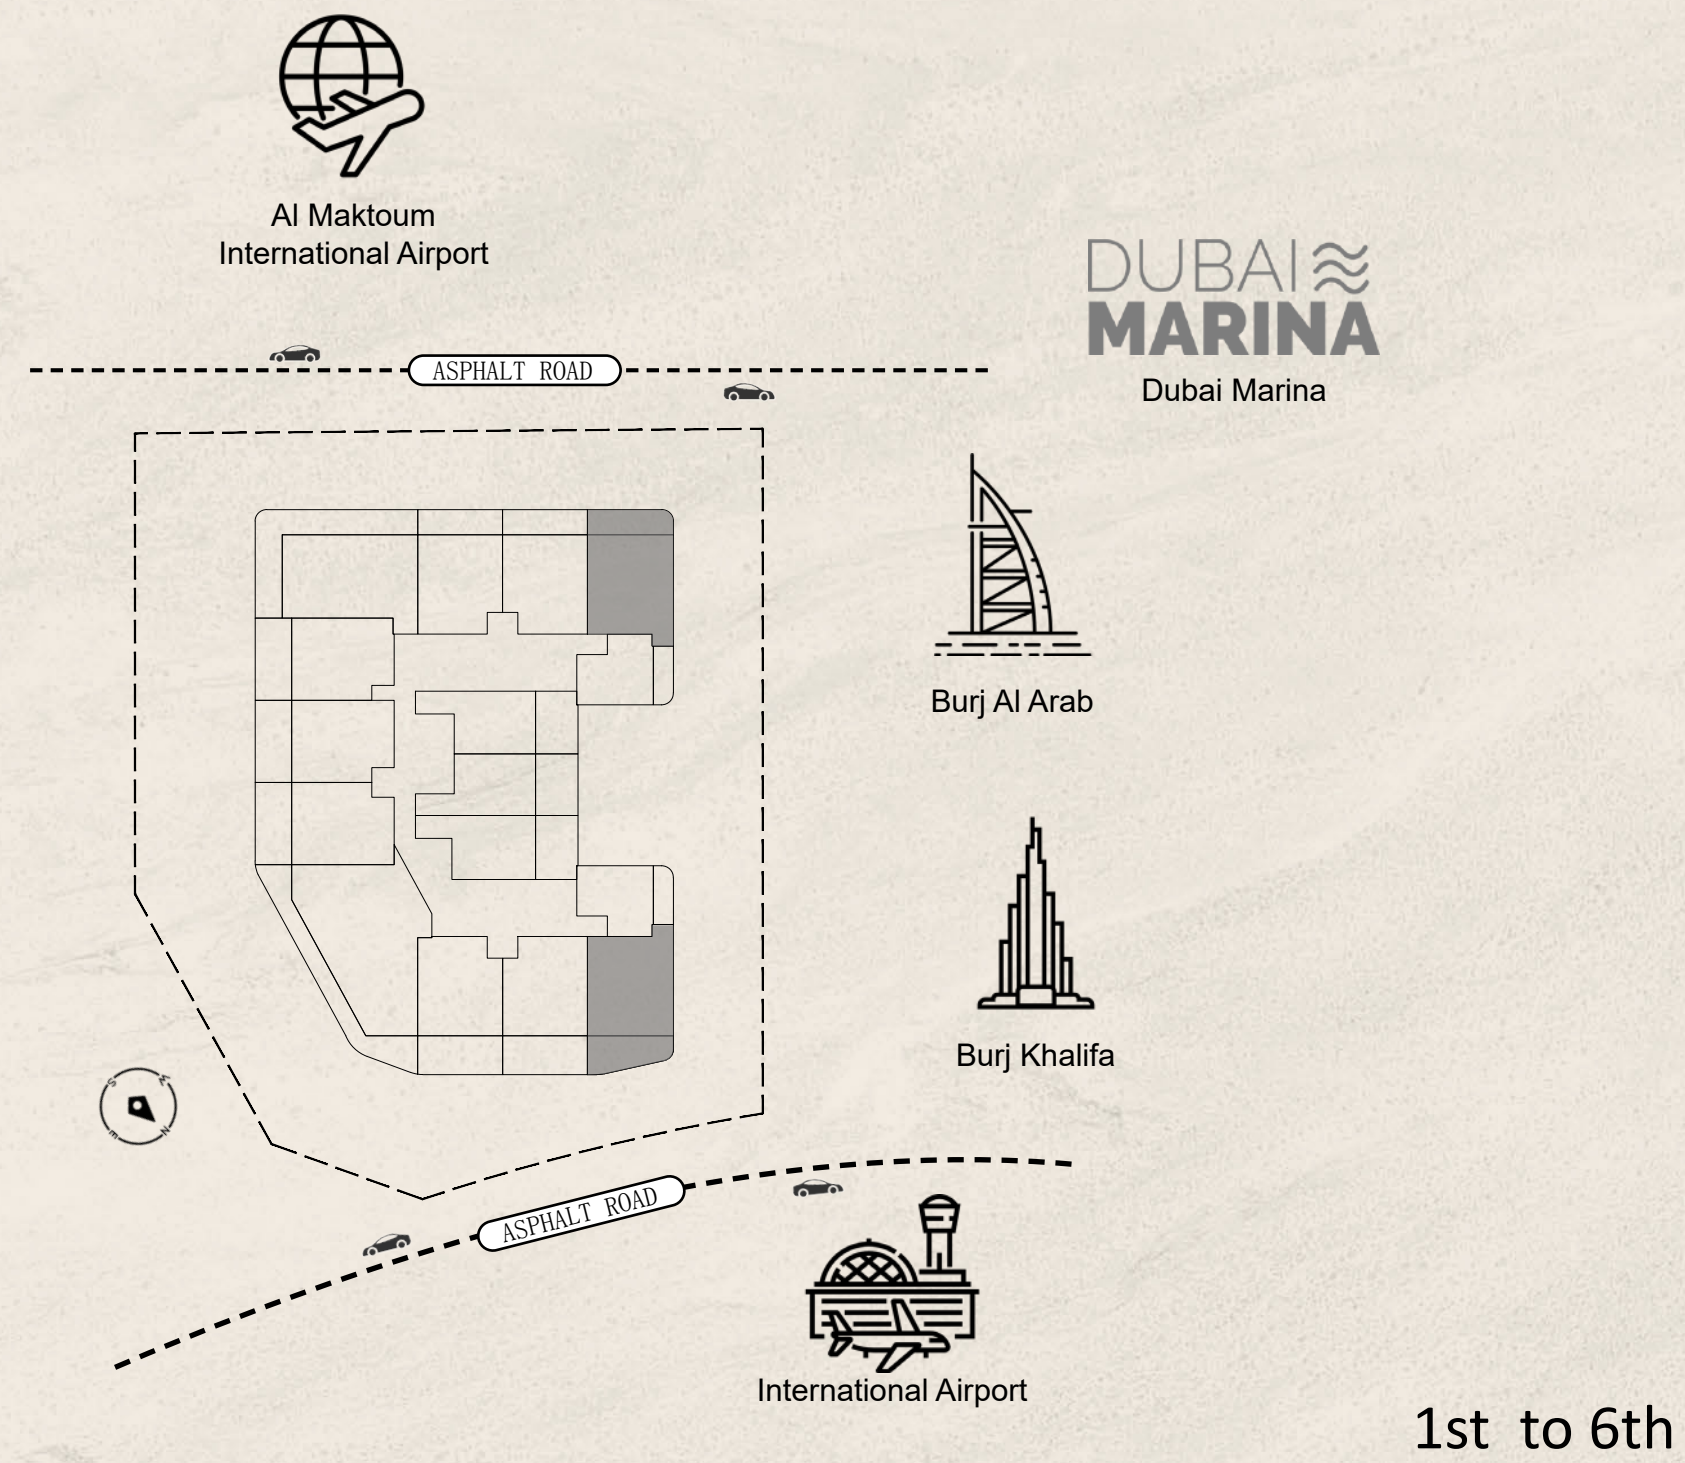 Al Maktoum
International Airport
DUBAI
MARINA
Dubai Marina
ASPHALT ROAD
Burj Al Arab
Burj Khalifa
S
W
E
N
ASPHALT ROAD
International Airport
1st to 6th